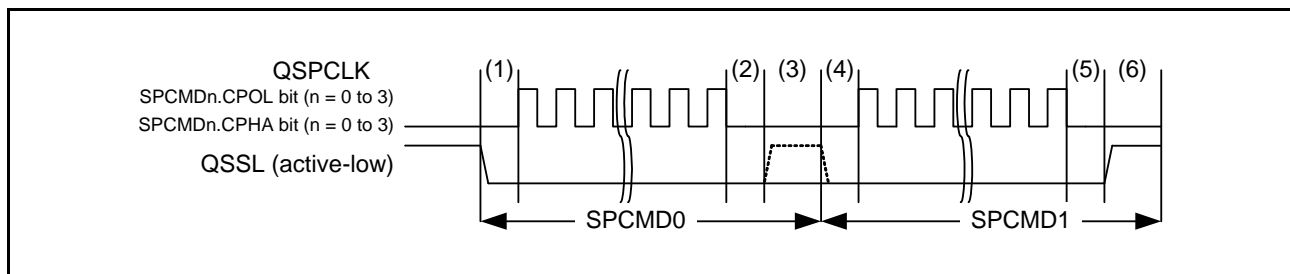 QSPCLK
(1) (2) (3) (4) (5) (6)
SPCMDn.CPOL bit (n = 0 to 3)
SPCMDn.CPHA bit (n = 0 to 3)
QSSL (active-low)
SPCMD0 SPCMD1